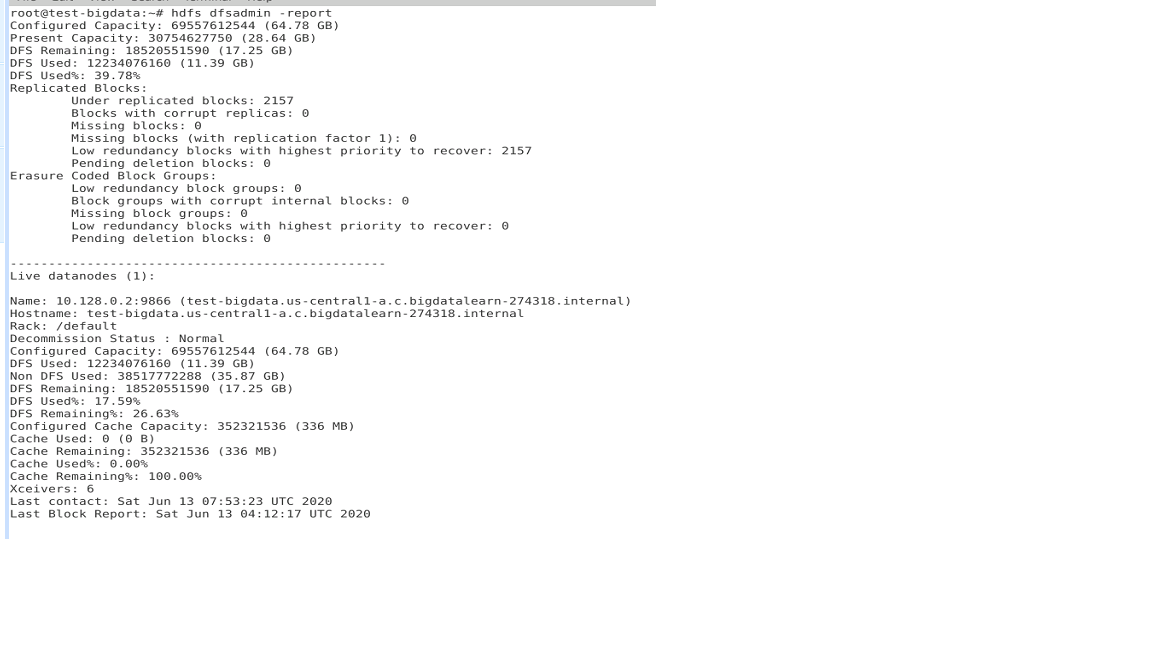 root@test-bigdata:~# hdfs dfsadmin -report
Configured Capacity: 69557612544 (64.78 GB)
Present Capacity: 30754627750 (28.64 GB)
DFS Remaining: 18520551590 (17.25 GB)
DFS Used: 12234076160 (11.39 GB)
DFS Used%: 39.78%
Replicated Blocks:
Under replicated blocks: 2157
Blocks with corrupt replicas: 0
Missing blocks: 0
Missing blocks (with replication factor 1): 0
Low redundancy blocks with highest priority to recover: 2157
Pending deletion blocks: 0
Erasure Coded Block Groups:
Low redundancy block groups: 0
Block groups with corrupt internal blocks: 0
Missing block groups: 0
Low redundancy blocks with highest priority to recover: 0
Pending deletion blocks: 0
-------------------------------------------------
Live datanodes (1):
Name: 10.128.0.2:9866 (test-bigdata.us-central1-a.c.bigdatalearn-274318.internal)
Hostname: test-bigdata.us-central1-a.c.bigdatalearn-274318.internal
Rack: /default
Decommission Status : Normal
Configured Capacity: 69557612544 (64.78 GB)
DFS Used: 12234076160 (11.39 GB)
Non DFS Used: 38517772288 (35.87 GB)
DFS Remaining: 18520551590 (17.25 GB)
DFS Used%: 17.59%
DFS Remaining%: 26.63%
Configured Cache Capacity: 352321536 (336 MB)
Cache Used: 0 (0 B)
Cache Remaining: 352321536 (336 MB)
Cache Used%: 0.00%
Cache Remaining%: 100.00%
Xceivers: 6
Last contact: Sat Jun 13 07:53:23 UTC 2020
Last Block Report: Sat Jun 13 04:12:17 UTC 2020